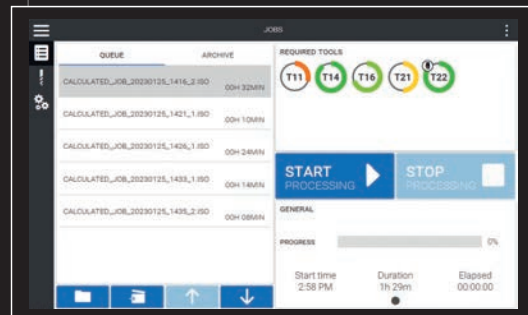 JOBS
QUEUE ARCHIVE
CALCULATED_JOB_20230125_1416_2.ISO 00H 32MIN
CALCULATED_JOB_20230125_1421_1.ISO 00H 10MIN
CALCULATED_JOB_20230125_1426_1.ISO 00H 24MIN
CALCULATED_JOB_20230125_1433_1.ISO 00H 14MIN
CALCULATED_JOB_20230125_1435_2.ISO 00H 08MIN
REQUIRED TOOLS
T11 T14 T16 T21 T22
START PROCESSING
STOP PROCESSING
GENERAL
PROGRESS 0%
Start time Duration Elapsed
2:58 PM 1h 29m 00:00:00